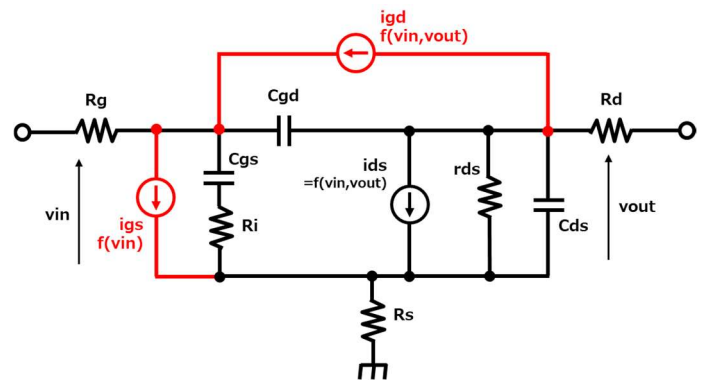 igd
f(vin,vout)
Rg
Cgd
Rd
Cgs
ids
=f(vin,vout)
rds
vin
igs
f(vin)
Ri
Cds
vout
Rs